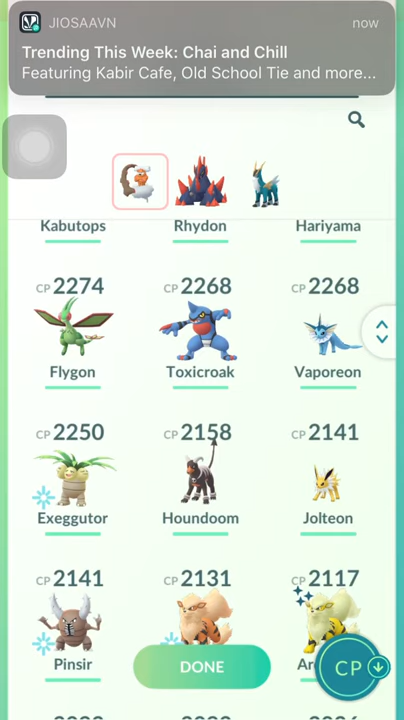 JIOSAAVN now
Trending This Week: Chai and Chill
Featuring Kabir Cafe, Old School Tie and more...
Kabutops Rhydon Hariyama
CP 2274 CP 2268 CP 2268
Flygon Toxicroak Vaporeon
CP 2250 CP 2158 CP 2141
Exeggutor Houndoom Jolteon
CP 2141 CP 2131 CP 2117
Pinsir
DONE
CP